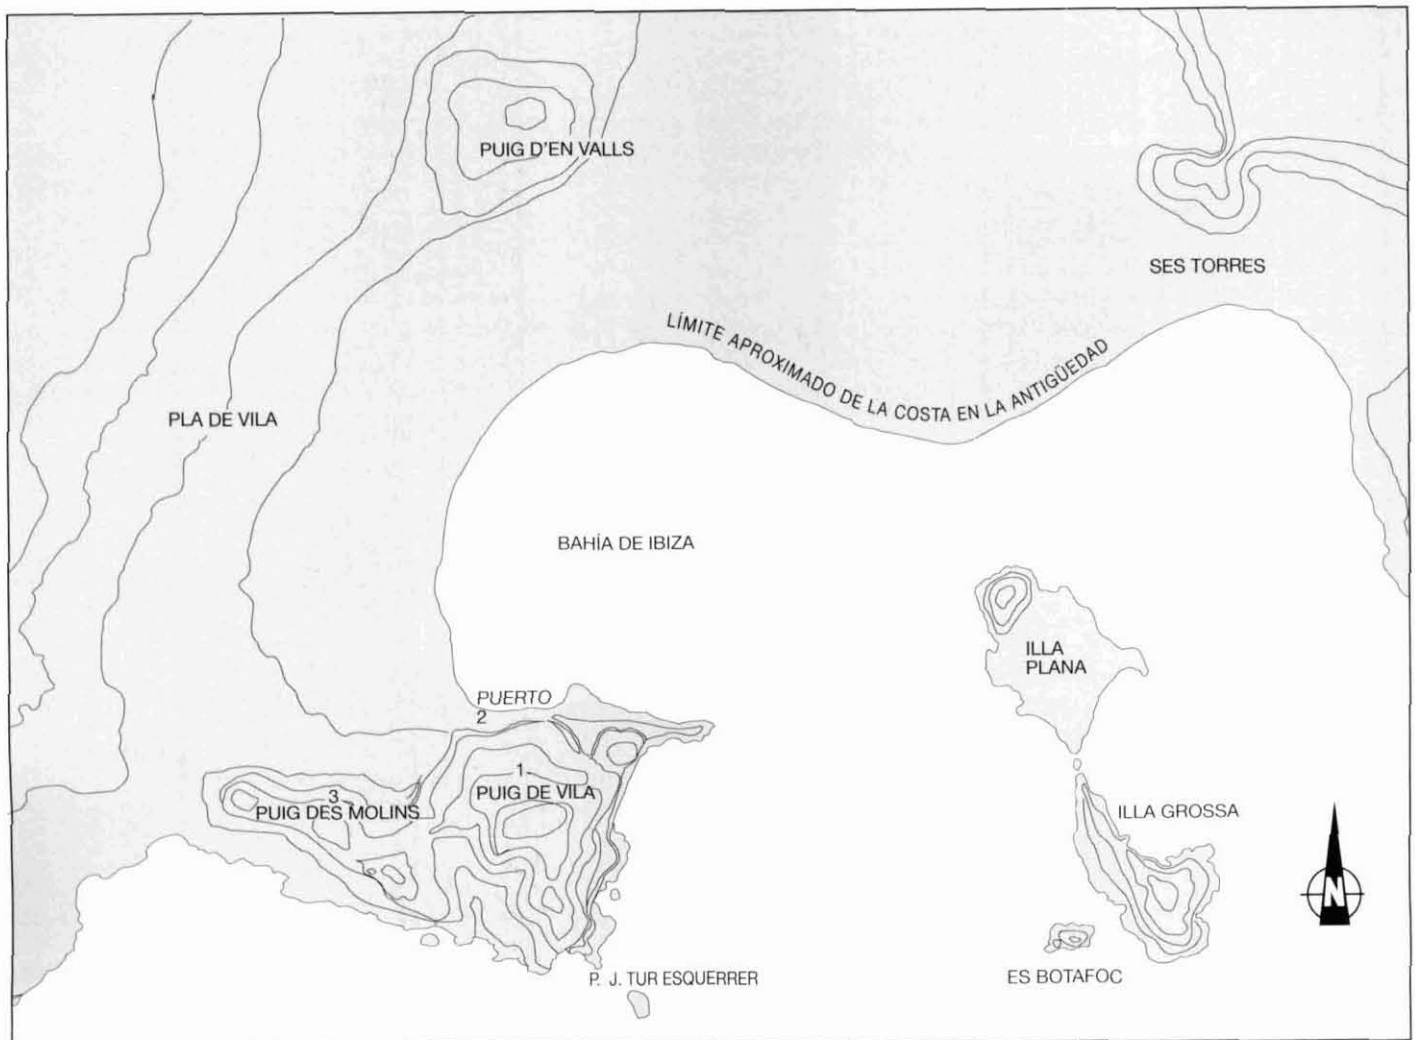 PUIG D'EN VALLS
SES TORRES
LÍMITE APROXIMADO DE LA COSTA EN LA ANTIGÜEDAD
PLA DE VILA
BAHÍA DE IBIZA
ILLA
PLANA
PUERTO
2
1
PUIG DE VILA
3
PUIG DES MOLINS
ILLA GROSSA
N
P. J. TUR ESQUERRER
ES BOTAFOC